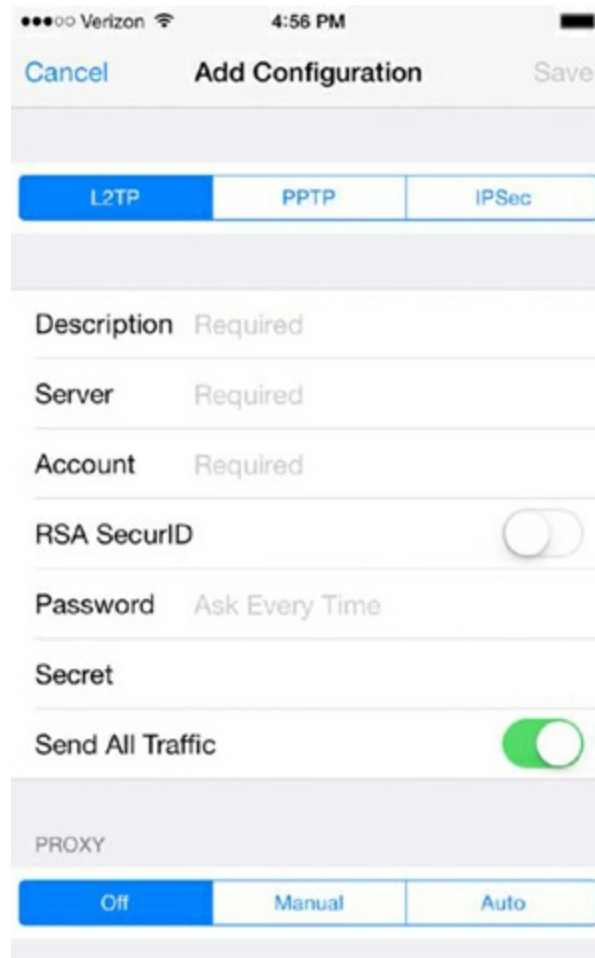 Verizon 4:56 PM
Cancel Add Configuration Save
L2TP PPTP IPSec
Description Required
Server Required
Account Required
RSA SecurID
Password Ask Every Time
Secret
Send All Traffic
PROXY
Off Manual Auto